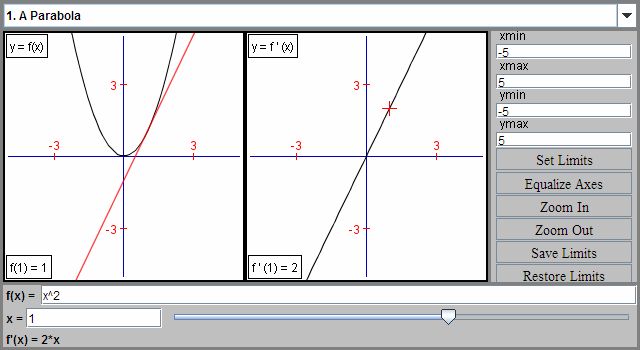 1. A Parabola
y = f(x)
3
-3
3
-3
f(1) = 1
y = f ' (x)
3
-3
3
-3
f ' (1) = 2
xmin
-5
xmax
5
ymin
-5
ymax
5
Set Limits
Equalize Axes
Zoom In
Zoom Out
Save Limits
Restore Limits
f(x) = x^2
x = 1
f'(x) = 2*x